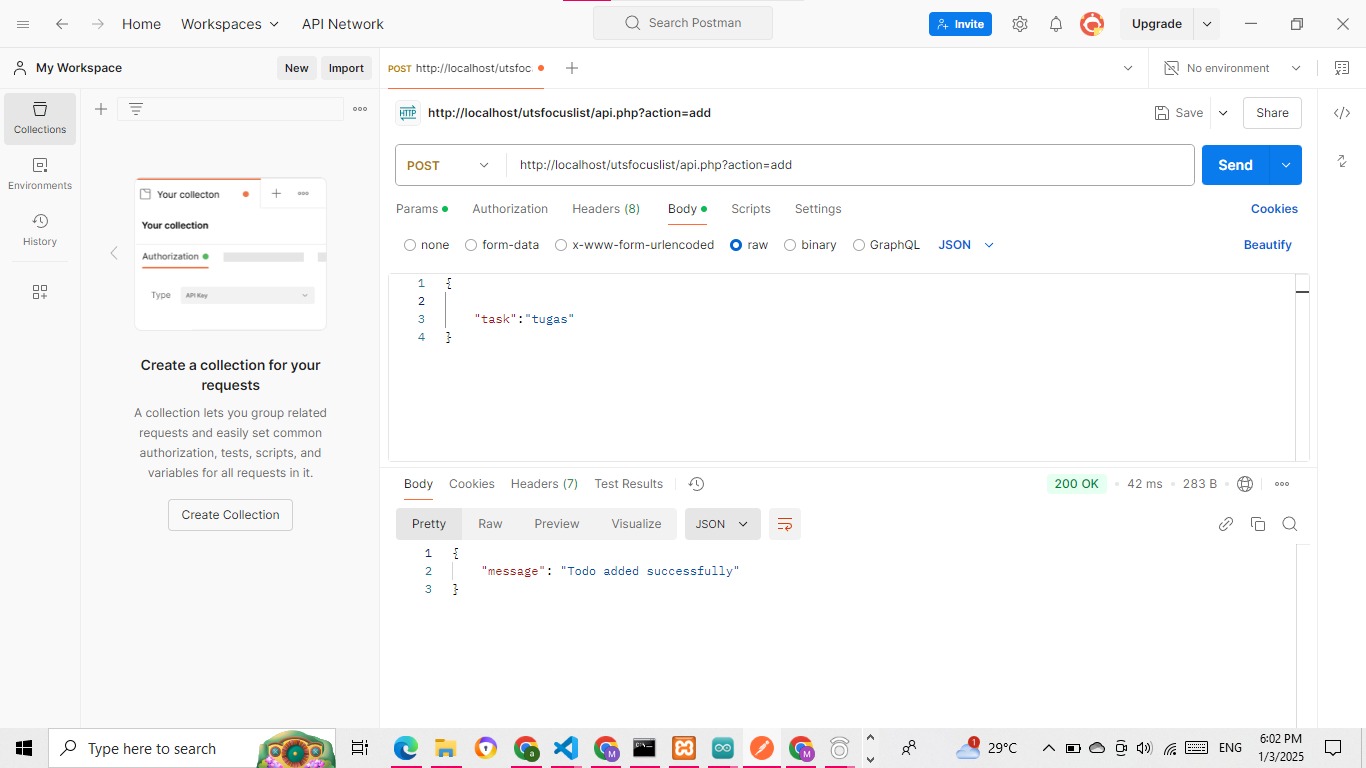 Home
Workspaces
API Network
Search Postman
Invite
Upgrade
My Workspace
New
Import
POST http://localhost/utsfoc
No environment
Collections
Environments
History
HTTP http://localhost/utsfocuslist/api.php?action=add
Save
Share
POST
http://localhost/utsfocuslist/api.php?action=add
Send
Params
Authorization
Headers (8)
Body
Scripts
Settings
Cookies
none
form-data
x-www-form-urlencoded
raw
binary
GraphQL
JSON
Beautify
1 {
2
3 "task":"tugas"
4 }
Your collecton
Your collection
Authorization
Type
API Key
Create a collection for your
requests
A collection lets you group related
requests and easily set common
authorization, tests, scripts, and
variables for all requests in it.
Create Collection
Body
Cookies
Headers (7)
Test Results
200 OK
42 ms
283 B
Pretty
Raw
Preview
Visualize
JSON
1 {
2 "message": "Todo added successfully"
3 }
Type here to search
a
M
M
1
29°C
ENG
6:02 PM
1/3/2025